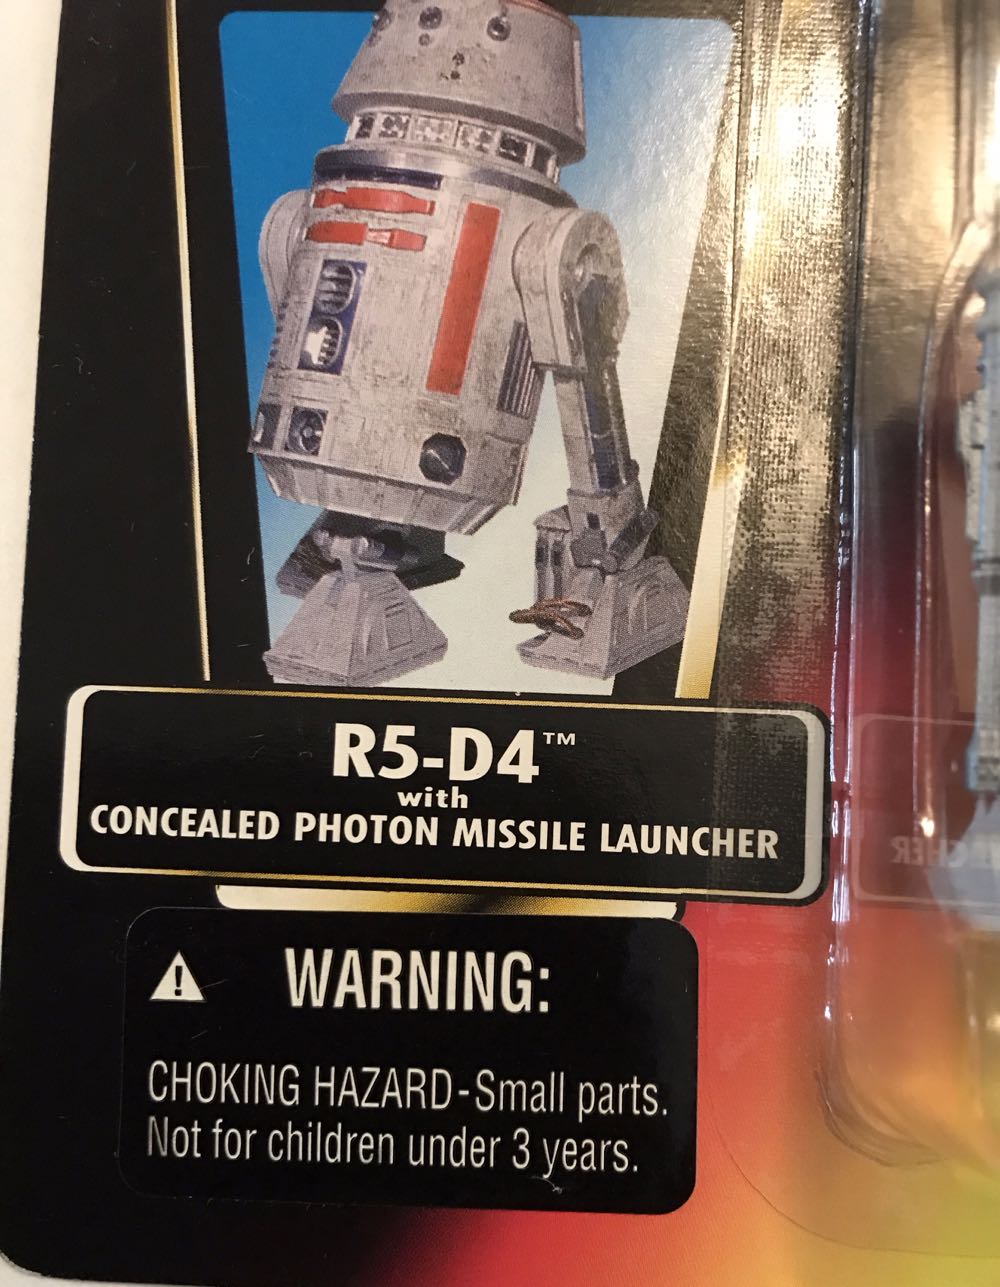 R5-D4™
with
CONCEALED PHOTON MISSILE LAUNCHER
WARNING:
CHOKING HAZARD-Small parts.
Not for children under 3 years.